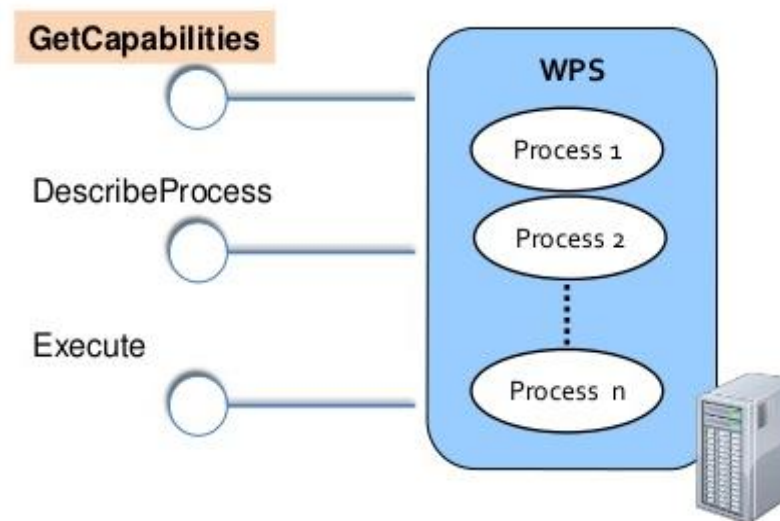 GetCapabilities
DescribeProcess
Execute
WPS
Process 1
Process 2
Process n